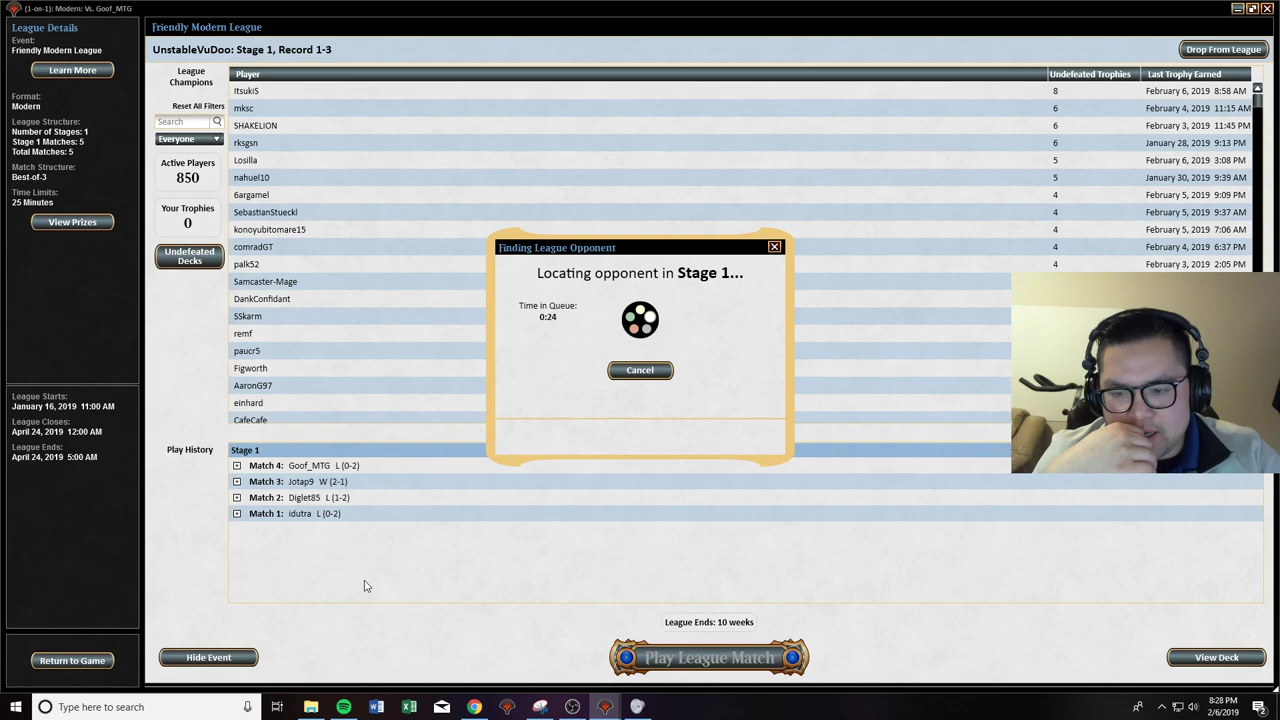 (1-on-1): Modern: Vs. Goof_MTG
League Details
Event:
Friendly Modern League
Learn More
Format:
Modern
League Structure:
Number of Stages: 1
Stage 1 Matches: 5
Total Matches: 5
Match Structure:
Best-of-3
Time Limits:
25 Minutes
View Prizes
League Starts:
January 16, 2019 11:00 AM
League Closes:
April 24, 2019 12:00 AM
League Ends:
April 24, 2019 5:00 AM
Return to Game
Friendly Modern League
UnstableVuDoo: Stage 1, Record 1-3
Drop From League
League
Champions
Reset All Filters
Search
Everyone
Active Players
850
Your Trophies
0
Undefeated
Decks
Player Undefeated Trophies Last Trophy Earned
ItsukiS 8 February 6, 2019 8:58 AM
mksc 6 February 4, 2019 11:15 AM
SHAKELION 6 February 3, 2019 11:45 PM
rksgsn 6 January 28, 2019 9:13 PM
Losilla 5 February 6, 2019 3:08 PM
nahuel10 5 January 30, 2019 9:39 AM
6argamel 4 February 5, 2019 9:09 PM
SebastianStueckl 4 February 5, 2019 9:37 AM
konoyubitomare15 4 February 5, 2019 7:06 AM
comradGT 4 February 4, 2019 6:37 PM
palk52 4 February 3, 2019 2:05 PM
Samcaster-Mage
DankConfidant
SSkarm
remf
paucr5
Figworth
AaronG97
einhard
CafeCafe
Finding League Opponent
Locating opponent in Stage 1...
Time in Queue:
0:24
Cancel
Play History
Stage 1
Match 4: Goof_MTG L (0-2)
Match 3: Jotap9 W (2-1)
Match 2: Diglet85 L (1-2)
Match 1: idutra L (0-2)
League Ends: 10 weeks
Hide Event
Play League Match
View Deck
Type here to search
8:28 PM
2/6/2019
2